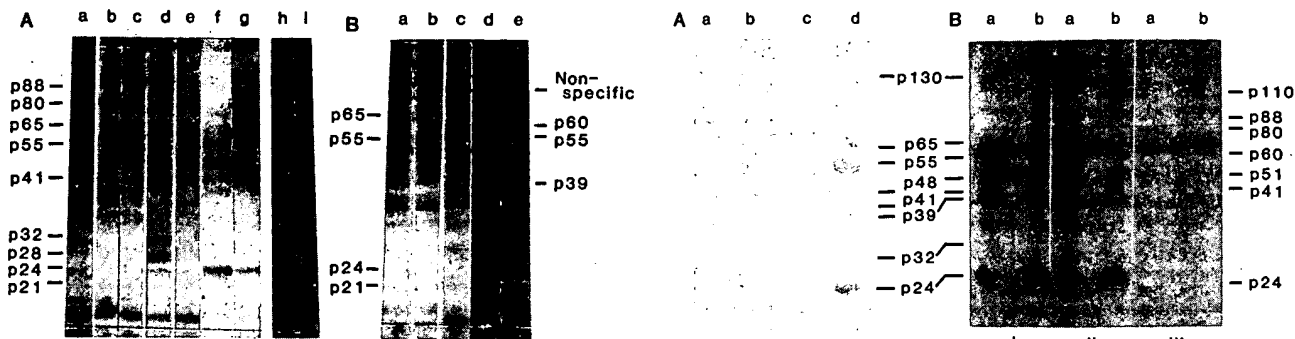 A a b c d e f g h i
p88
p80
p65
p55
p41
p32
p28
p24
p21
B a b c d e
p65
p55
p24
p21
Non-
specific
p60
p55
p39
A a b c d
p130
p65
p55
p48
p41
p39
p32
p24
B a b a b a b
p110
p88
p80
p60
p51
p41
p24